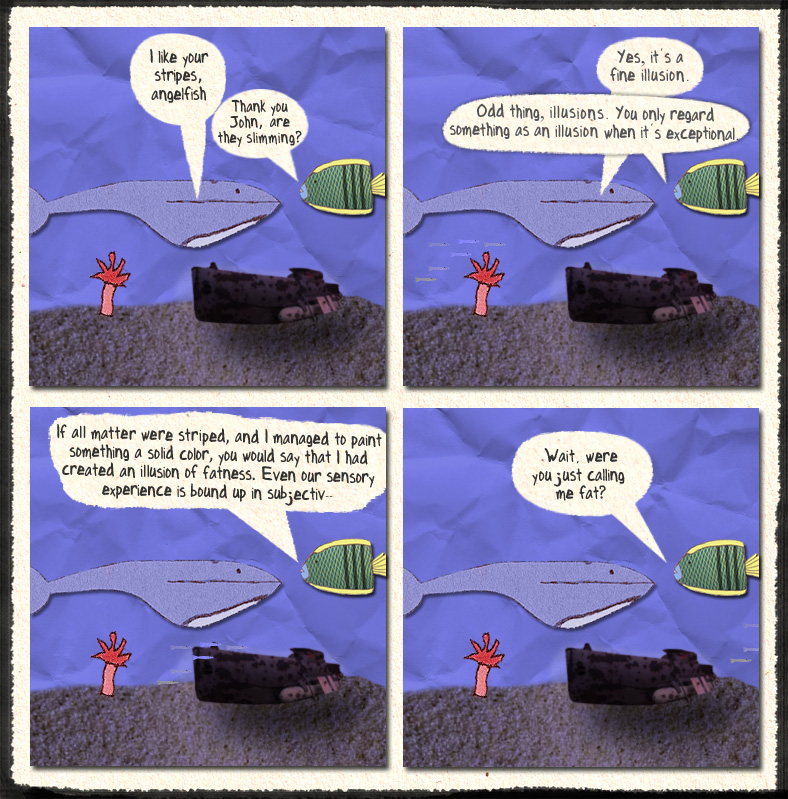 I like your
stripes,
angelfish
Thank you
John, are
they slimming?
Yes, it's a
fine illusion.
Odd thing, illusions. You only regard
something as an illusion when it's exceptional.
If all matter were striped, and I managed to paint
something a solid color, you would say that I had
created an illusion of fatness. Even our sensory
experience is bound up in subjectiv--
Wait, were
you just calling
me fat?